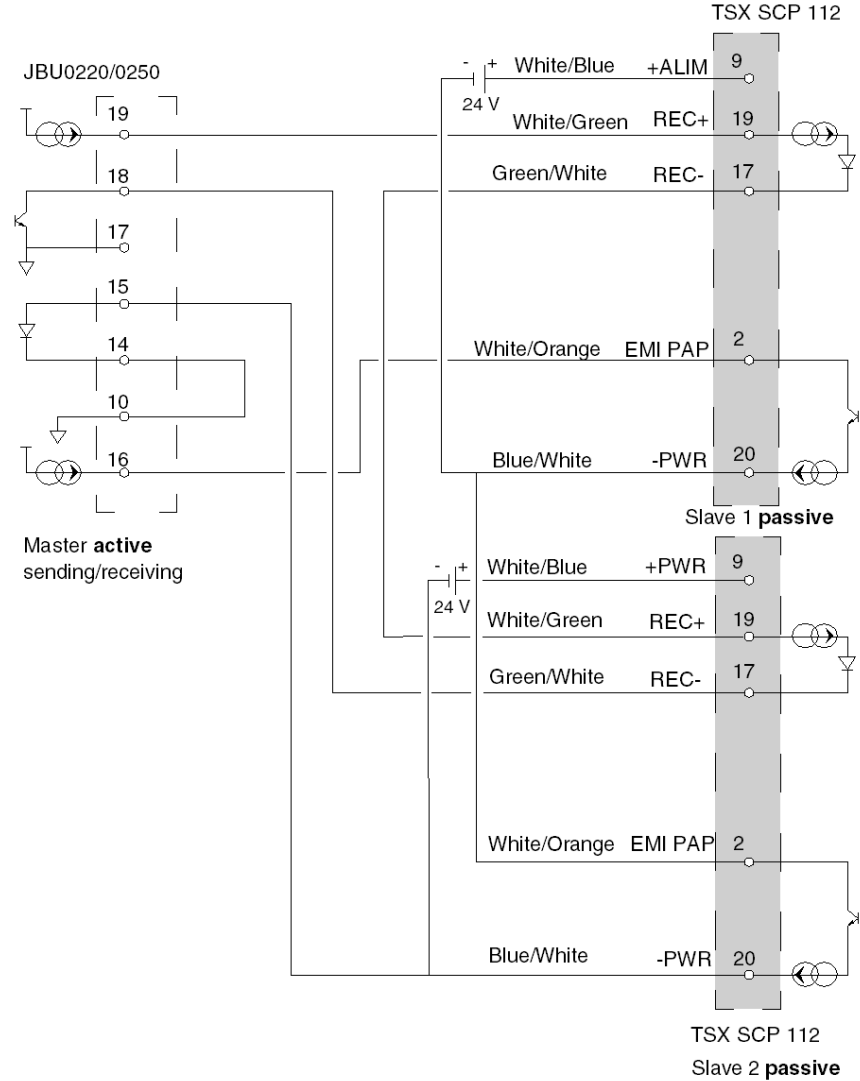 TSX SCP 112
JBU0220/0250
- + White/Blue +ALIM 9
24 V
19
White/Green REC+ 19
18
Green/White REC- 17
17
15
14
White/Orange EMI PAP 2
10
16
Blue/White -PWR 20
Slave 1 passive
Master active
sending/receiving
- + White/Blue +PWR 9
24 V
White/Green REC+ 19
Green/White REC- 17
White/Orange EMI PAP 2
Blue/White -PWR 20
TSX SCP 112
Slave 2 passive